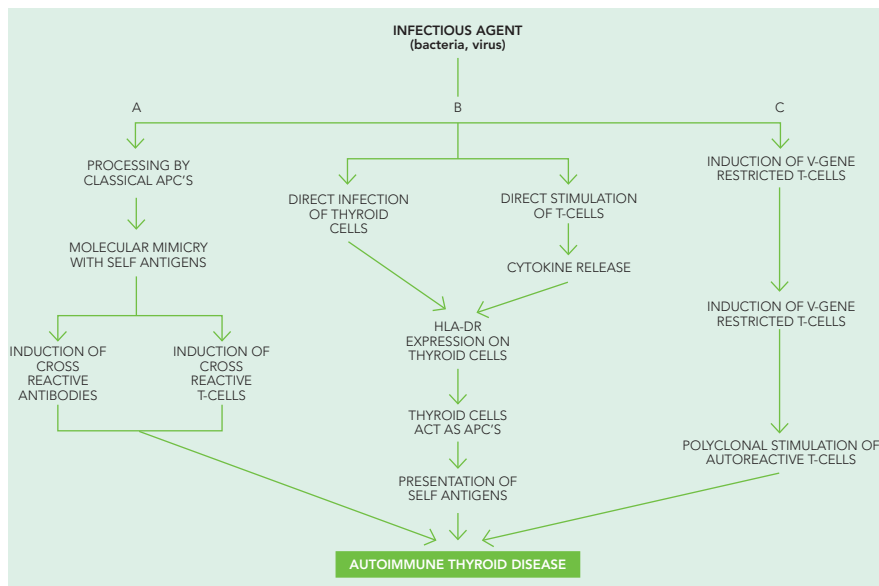 INFECTIOUS AGENT
(bacteria, virus)
A
B
C
PROCESSING BY
CLASSICAL APC'S
MOLECULAR MIMICRY
WITH SELF ANTIGENS
INDUCTION OF
CROSS
REACTIVE
ANTIBODIES
INDUCTION OF
CROSS
REACTIVE
T-CELLS
DIRECT INFECTION
OF THYROID
CELLS
DIRECT STIMULATION
OF T-CELLS
CYTOKINE RELEASE
HLA-DR
EXPRESSION ON
THYROID CELLS
THYROID CELLS
ACT AS APC'S
PRESENTATION OF
SELF ANTIGENS
INDUCTION OF V-GENE
RESTRICTED T-CELLS
INDUCTION OF V-GENE
RESTRICTED T-CELLS
POLYCLONAL STIMULATION OF
AUTOREACTIVE T-CELLS
AUTOIMMUNE THYROID DISEASE